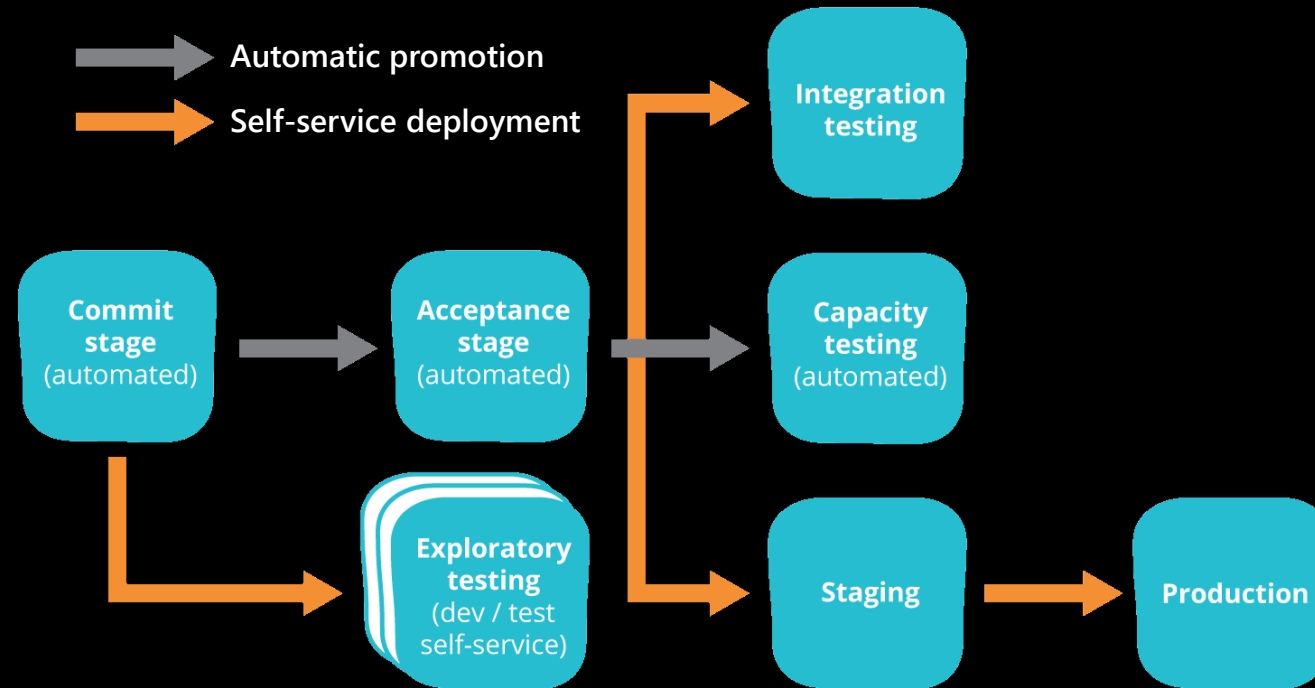 Automatic promotion
Self-service deployment
Integration
testing
Commit
stage
(automated)
Acceptance
stage
(automated)
Capacity
testing
(automated)
Exploratory
testing
(dev / test
self-service)
Staging
Production